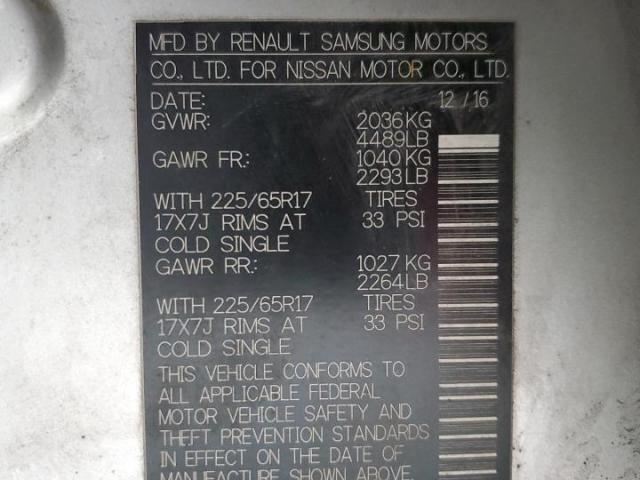 MFD BY RENAULT SAMSUNG MOTORS
CO., LTD. FOR NISSAN MOTOR CO., LTD.
DATE: 12 / 16
GVWR: 2036KG
4489LB
GAWR FR.: 1040KG
2293LB
WITH 225/65R17 TIRES
17X7J RIMS AT 33 PSI
COLD SINGLE
GAWR RR.: 1027KG
2264LB
WITH 225/65R17 TIRES
17X7J RIMS AT 33 PSI
COLD SINGLE
THIS VEHICLE CONFORMS TO
ALL APPLICABLE FEDERAL
MOTOR VEHICLE SAFETY AND
THEFT PREVENTION STANDARDS
IN EFFECT ON THE DATE OF
MANUFACTURE SHOWN ABOVE.